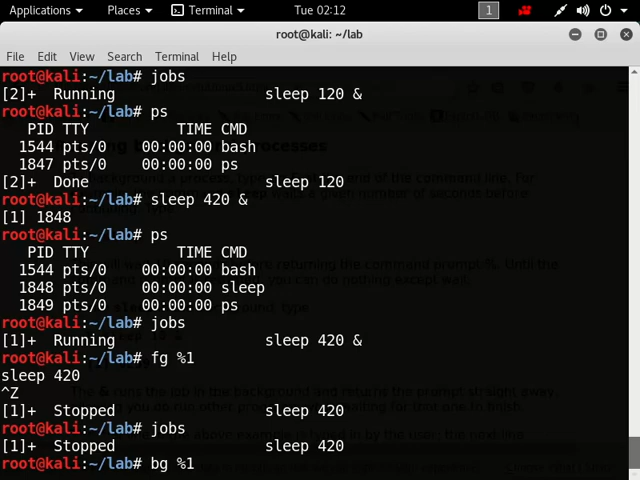 Applications Places Terminal Tue 02:12 1
root@kali: ~/lab
File Edit View Search Terminal Help
root@kali:~/lab# jobs
[2]+ Running sleep 120 &
root@kali:~/lab# ps
PID TTY TIME CMD
1544 pts/0 00:00:00 bash
1847 pts/0 00:00:00 ps
[2]+ Done sleep 120
root@kali:~/lab# sleep 420 &
[1] 1848
root@kali:~/lab# ps
PID TTY TIME CMD
1544 pts/0 00:00:00 bash
1848 pts/0 00:00:00 sleep
1849 pts/0 00:00:00 ps
root@kali:~/lab# jobs
[1]+ Running sleep 420 &
root@kali:~/lab# fg %1
sleep 420
^Z
[1]+ Stopped sleep 420
root@kali:~/lab# jobs
[1]+ Stopped sleep 420
root@kali:~/lab# bg %1